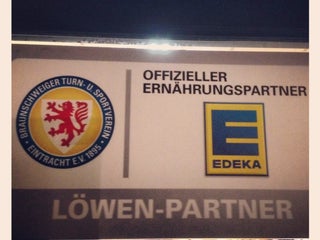 BRAUNSCHWEIGER TURN- U. SPORTVEREIN
EINTRACHT E.V. 1895
OFFIZIELLER
ERNÄHRUNGSPARTNER
E
EDEKA
LÖWEN-PARTNER